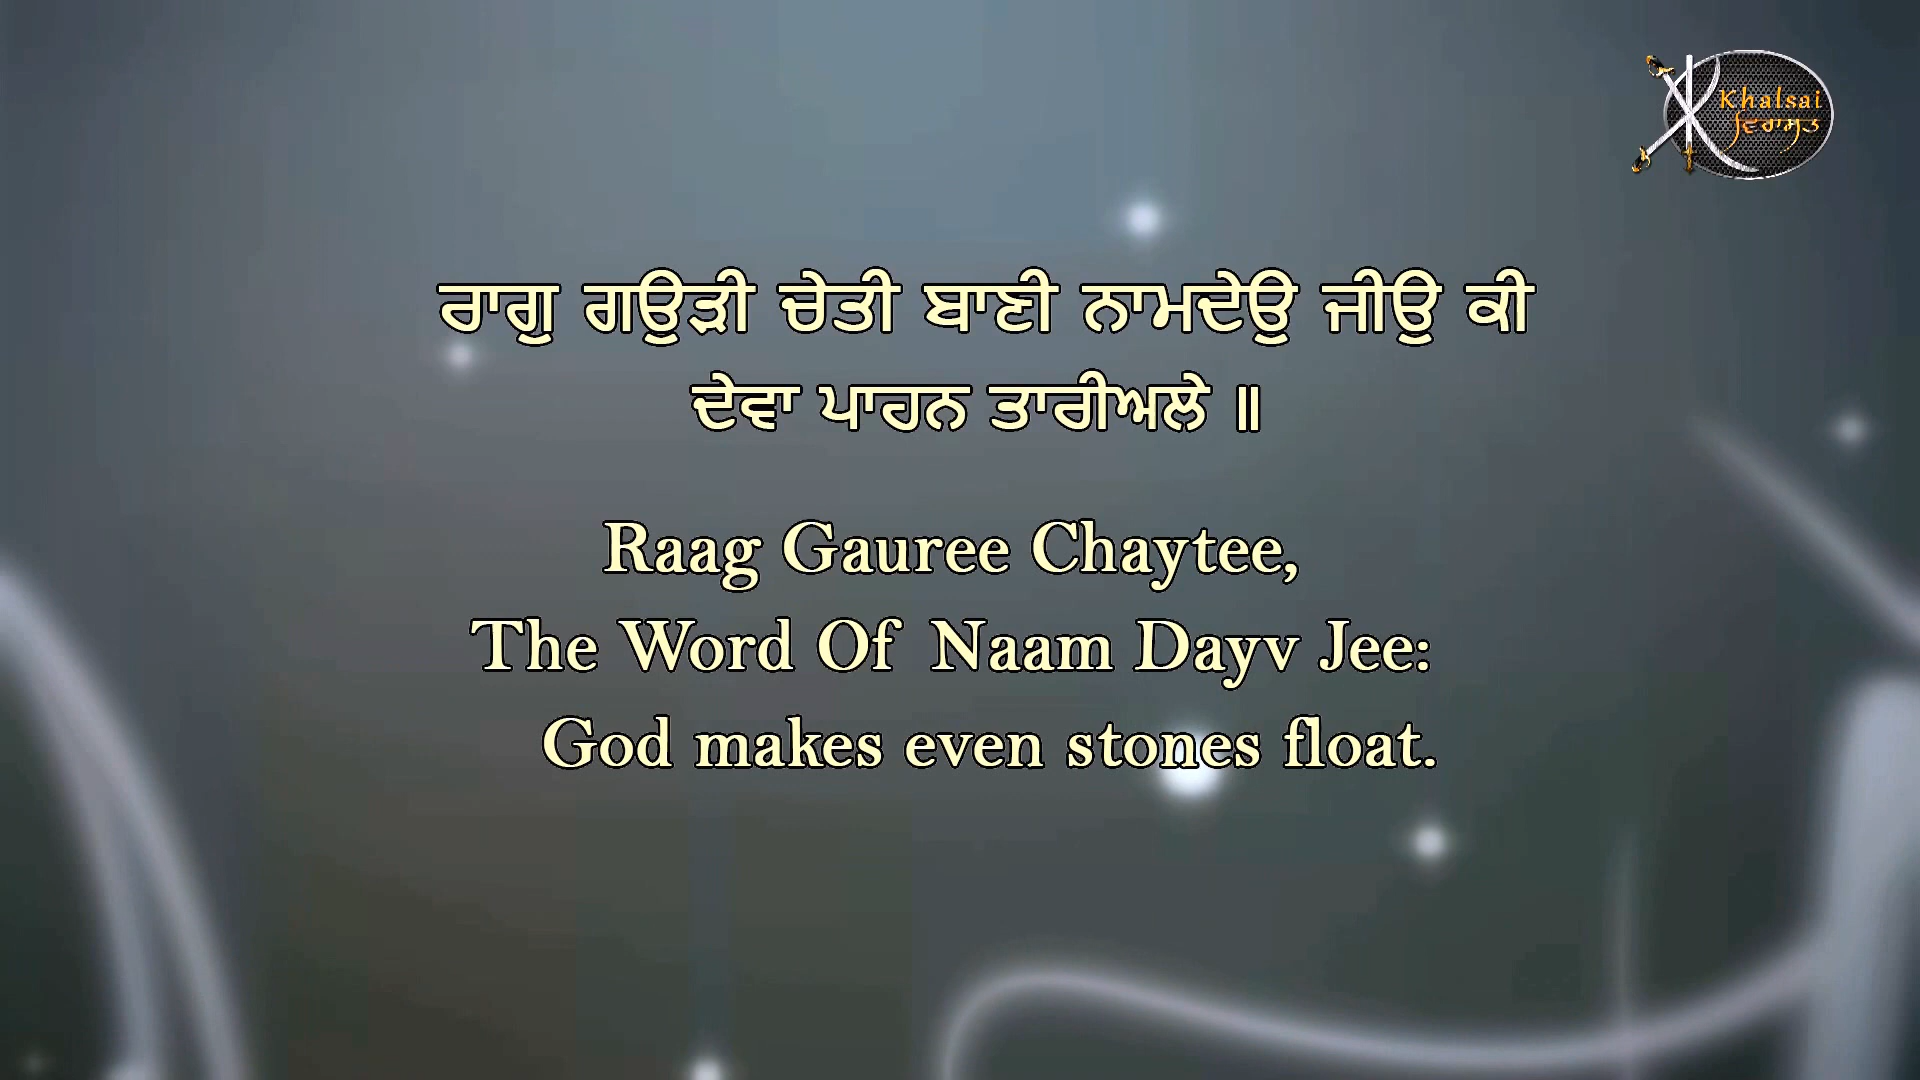 Khalsai
ਵਿਰਾਸਤ
ਰਾਗੁ ਗਉੜੀ ਚੇਤੀ ਬਾਣੀ ਨਾਮਦੇਉ ਜੀਉ ਕੀ
ਦੇਵਾ ਪਾਹਨ ਤਾਰੀਅਲੇ ॥
Raag Gauree Chaytee,
The Word Of Naam Dayv Jee:
God makes even stones float.